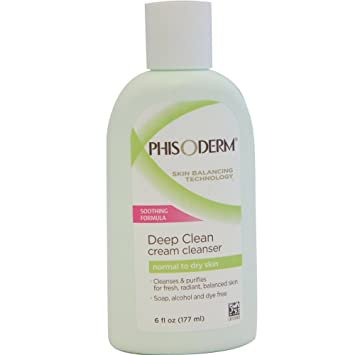 PHISODERM®
SKIN BALANCING
TECHNOLOGY
SOOTHING
FORMULA
Deep Clean
cream cleanser
normal to dry skin
• Cleanses & purifies
for fresh, radiant, balanced skin
• Soap, alcohol and dye free
6 fl oz (177 ml)